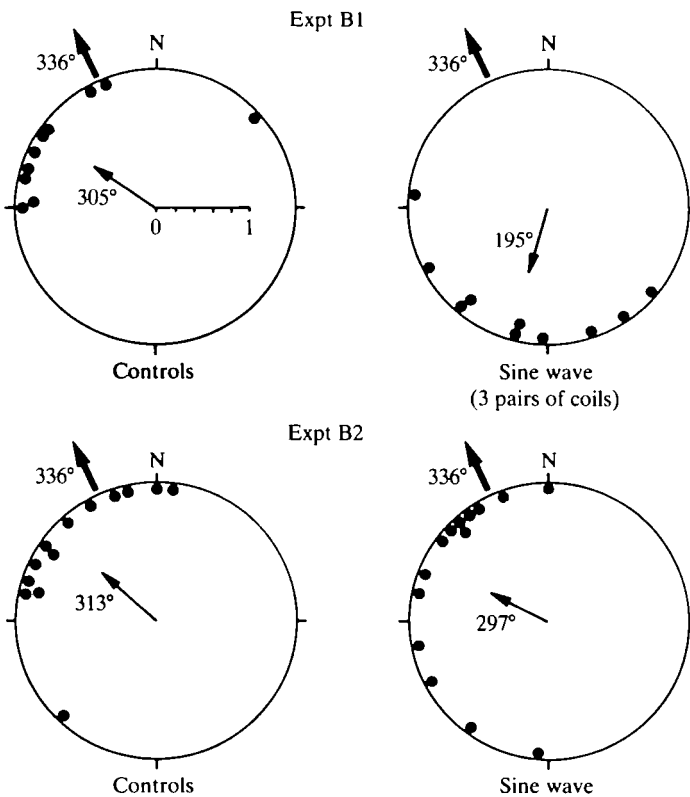 Expt B1
336°
N
305°
0
1
Controls
336°
N
195°
Sine wave
(3 pairs of coils)
Expt B2
336°
N
313°
Controls
336°
N
297°
Sine wave